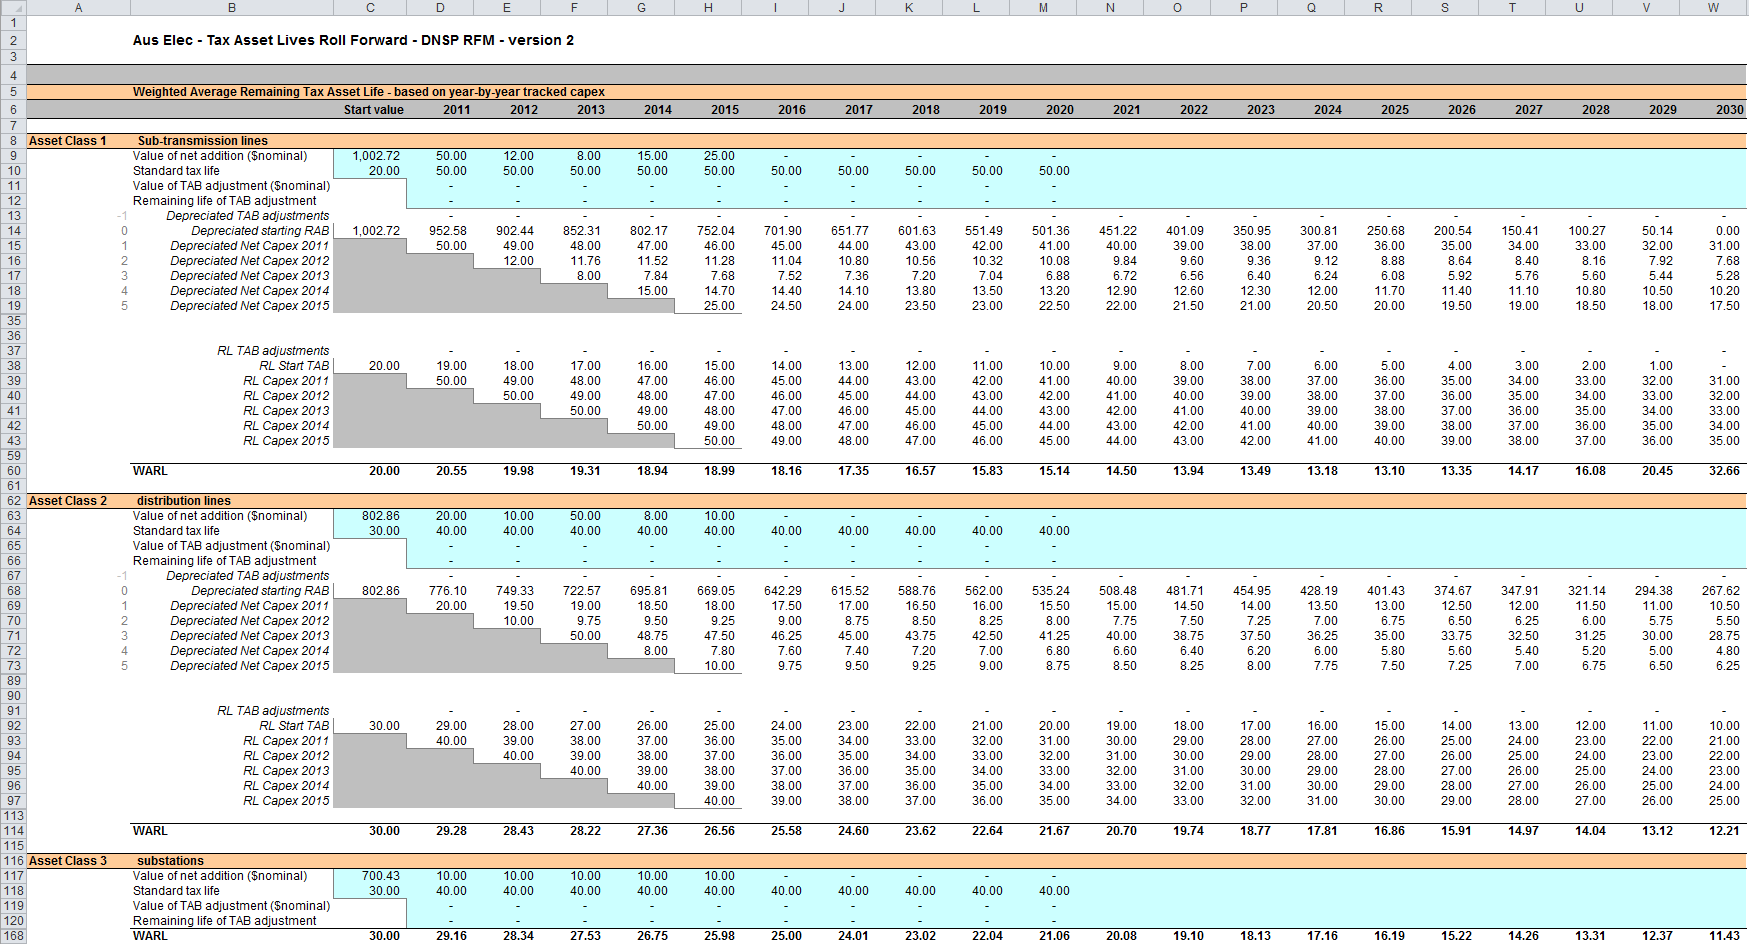 A B C D E F G H I J K L M N O P Q R S T U V W
1
2 Aus Elec - Tax Asset Lives Roll Forward - DNSP RFM - version 2
3
4
5 Weighted Average Remaining Tax Asset Life - based on year-by-year tracked capex
6 Start value 2011 2012 2013 2014 2015 2016 2017 2018 2019 2020 2021 2022 2023 2024 2025 2026 2027 2028 2029 2030
7
8 Asset Class 1 Sub-transmission lines
9 Value of net addition ($nominal) 1,002.72 50.00 12.00 8.00 15.00 25.00 - - - - -
10 Standard tax life 20.00 50.00 50.00 50.00 50.00 50.00 50.00 50.00 50.00 50.00 50.00
11 Value of TAB adjustment ($nominal) - - - - - - - - - -
12 Remaining life of TAB adjustment - - - - - - - - - -
13 -1 Depreciated TAB adjustments - - - - - - - - - - - - - - - - - - - -
14 0 Depreciated starting RAB 1,002.72 952.58 902.44 852.31 802.17 752.04 701.90 651.77 601.63 551.49 501.36 451.22 401.09 350.95 300.81 250.68 200.54 150.41 100.27 50.14 0.00
15 1 Depreciated Net Capex 2011 50.00 49.00 48.00 47.00 46.00 45.00 44.00 43.00 42.00 41.00 40.00 39.00 38.00 37.00 36.00 35.00 34.00 33.00 32.00 31.00
16 2 Depreciated Net Capex 2012 12.00 11.76 11.52 11.28 11.04 10.80 10.56 10.32 10.08 9.84 9.60 9.36 9.12 8.88 8.64 8.40 8.16 7.92 7.68
17 3 Depreciated Net Capex 2013 8.00 7.84 7.68 7.52 7.36 7.20 7.04 6.88 6.72 6.56 6.40 6.24 6.08 5.92 5.76 5.60 5.44 5.28
18 4 Depreciated Net Capex 2014 15.00 14.70 14.40 14.10 13.80 13.50 13.20 12.90 12.60 12.30 12.00 11.70 11.40 11.10 10.80 10.50 10.20
19 5 Depreciated Net Capex 2015 25.00 24.50 24.00 23.50 23.00 22.50 22.00 21.50 21.00 20.50 20.00 19.50 19.00 18.50 18.00 17.50
35
36
37 RL TAB adjustments - - - - - - - - - - - - - - - - - - - -
38 RL Start TAB 20.00 19.00 18.00 17.00 16.00 15.00 14.00 13.00 12.00 11.00 10.00 9.00 8.00 7.00 6.00 5.00 4.00 3.00 2.00 1.00 -
39 RL Capex 2011 50.00 49.00 48.00 47.00 46.00 45.00 44.00 43.00 42.00 41.00 40.00 39.00 38.00 37.00 36.00 35.00 34.00 33.00 32.00 31.00
40 RL Capex 2012 50.00 49.00 48.00 47.00 46.00 45.00 44.00 43.00 42.00 41.00 40.00 39.00 38.00 37.00 36.00 35.00 34.00 33.00 32.00
41 RL Capex 2013 50.00 49.00 48.00 47.00 46.00 45.00 44.00 43.00 42.00 41.00 40.00 39.00 38.00 37.00 36.00 35.00 34.00 33.00
42 RL Capex 2014 50.00 49.00 48.00 47.00 46.00 45.00 44.00 43.00 42.00 41.00 40.00 39.00 38.00 37.00 36.00 35.00 34.00
43 RL Capex 2015 50.00 49.00 48.00 47.00 46.00 45.00 44.00 43.00 42.00 41.00 40.00 39.00 38.00 37.00 36.00 35.00
59
60 WARL 20.00 20.55 19.98 19.31 18.94 18.99 18.16 17.35 16.57 15.83 15.14 14.50 13.94 13.49 13.18 13.10 13.35 14.17 16.08 20.45 32.66
61
62 Asset Class 2 distribution lines
63 Value of net addition ($nominal) 802.86 20.00 10.00 50.00 8.00 10.00 - - - - -
64 Standard tax life 30.00 40.00 40.00 40.00 40.00 40.00 40.00 40.00 40.00 40.00 40.00
65 Value of TAB adjustment ($nominal) - - - - - - - - - -
66 Remaining life of TAB adjustment - - - - - - - - - -
67 -1 Depreciated TAB adjustments - - - - - - - - - - - - - - - - - - - -
68 0 Depreciated starting RAB 802.86 776.10 749.33 722.57 695.81 669.05 642.29 615.52 588.76 562.00 535.24 508.48 481.71 454.95 428.19 401.43 374.67 347.91 321.14 294.38 267.62
69 1 Depreciated Net Capex 2011 20.00 19.50 19.00 18.50 18.00 17.50 17.00 16.50 16.00 15.50 15.00 14.50 14.00 13.50 13.00 12.50 12.00 11.50 11.00 10.50
70 2 Depreciated Net Capex 2012 10.00 9.75 9.50 9.25 9.00 8.75 8.50 8.25 8.00 7.75 7.50 7.25 7.00 6.75 6.50 6.25 6.00 5.75 5.50
71 3 Depreciated Net Capex 2013 50.00 48.75 47.50 46.25 45.00 43.75 42.50 41.25 40.00 38.75 37.50 36.25 35.00 33.75 32.50 31.25 30.00 28.75
72 4 Depreciated Net Capex 2014 8.00 7.80 7.60 7.40 7.20 7.00 6.80 6.60 6.40 6.20 6.00 5.80 5.60 5.40 5.20 5.00 4.80
73 5 Depreciated Net Capex 2015 10.00 9.75 9.50 9.25 9.00 8.75 8.50 8.25 8.00 7.75 7.50 7.25 7.00 6.75 6.50 6.25
89
90
91 RL TAB adjustments - - - - - - - - - - - - - - - - - - - -
92 RL Start TAB 30.00 29.00 28.00 27.00 26.00 25.00 24.00 23.00 22.00 21.00 20.00 19.00 18.00 17.00 16.00 15.00 14.00 13.00 12.00 11.00 10.00
93 RL Capex 2011 40.00 39.00 38.00 37.00 36.00 35.00 34.00 33.00 32.00 31.00 30.00 29.00 28.00 27.00 26.00 25.00 24.00 23.00 22.00 21.00
94 RL Capex 2012 40.00 39.00 38.00 37.00 36.00 35.00 34.00 33.00 32.00 31.00 30.00 29.00 28.00 27.00 26.00 25.00 24.00 23.00 22.00
95 RL Capex 2013 40.00 39.00 38.00 37.00 36.00 35.00 34.00 33.00 32.00 31.00 30.00 29.00 28.00 27.00 26.00 25.00 24.00 23.00
96 RL Capex 2014 40.00 39.00 38.00 37.00 36.00 35.00 34.00 33.00 32.00 31.00 30.00 29.00 28.00 27.00 26.00 25.00 24.00
97 RL Capex 2015 40.00 39.00 38.00 37.00 36.00 35.00 34.00 33.00 32.00 31.00 30.00 29.00 28.00 27.00 26.00 25.00
113
114 WARL 30.00 29.28 28.43 28.22 27.36 26.56 25.58 24.60 23.62 22.64 21.67 20.70 19.74 18.77 17.81 16.86 15.91 14.97 14.04 13.12 12.21
115
116 Asset Class 3 substations
117 Value of net addition ($nominal) 700.43 10.00 10.00 10.00 10.00 10.00 - - - - -
118 Standard tax life 30.00 40.00 40.00 40.00 40.00 40.00 40.00 40.00 40.00 40.00 40.00
119 Value of TAB adjustment ($nominal) - - - - - - - - - -
120 Remaining life of TAB adjustment - - - - - - - - - -
168 WARL 30.00 29.16 28.34 27.53 26.75 25.98 25.00 24.01 23.02 22.04 21.06 20.08 19.10 18.13 17.16 16.19 15.22 14.26 13.31 12.37 11.43